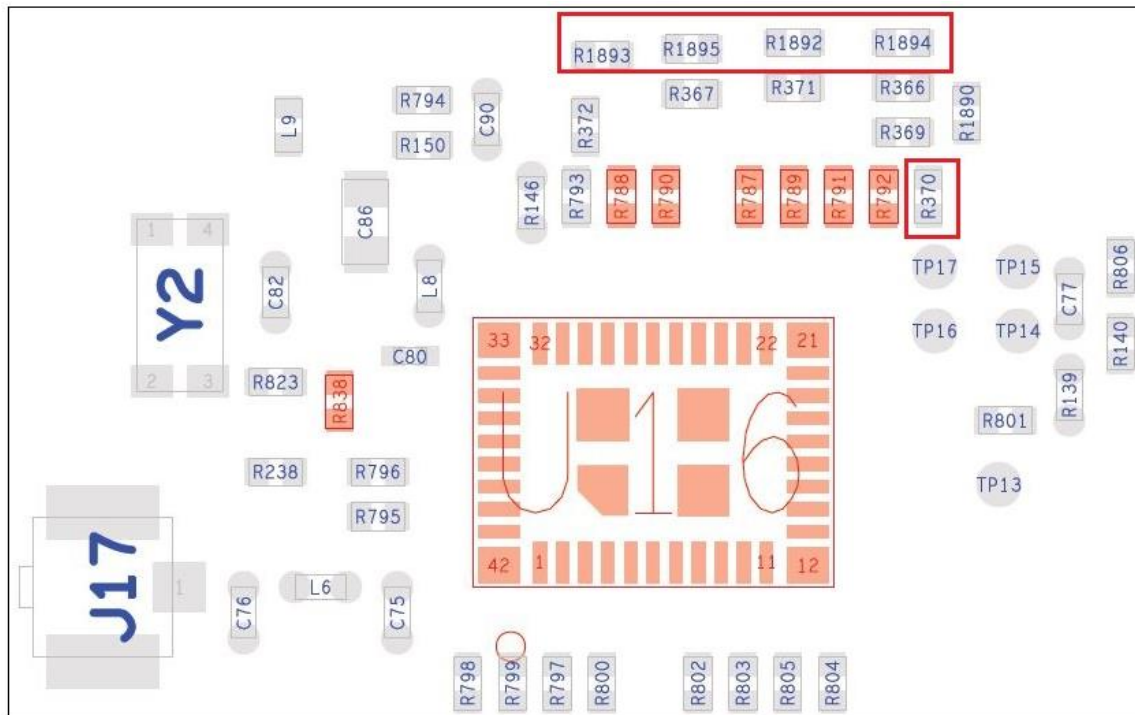 R1893 R1895 R1892 R1894
R367 R371 R366
L9 R794 C90 R372 R1890
R150 R369
C86 R146 R793 R788 R790 R787 R789 R791 R792 R370
1 4
Y2 C82 L8 TP17 TP15 C77 R806
TP16 TP14 R140
33 32 22 21
C80
2 3 R823 R838 R139
R801
U16
R238 R796 TP13
R795
42 1 11 12
J17 1 C76 L6 C75
R798 R799 R797 R800 R802 R803 R805 R804